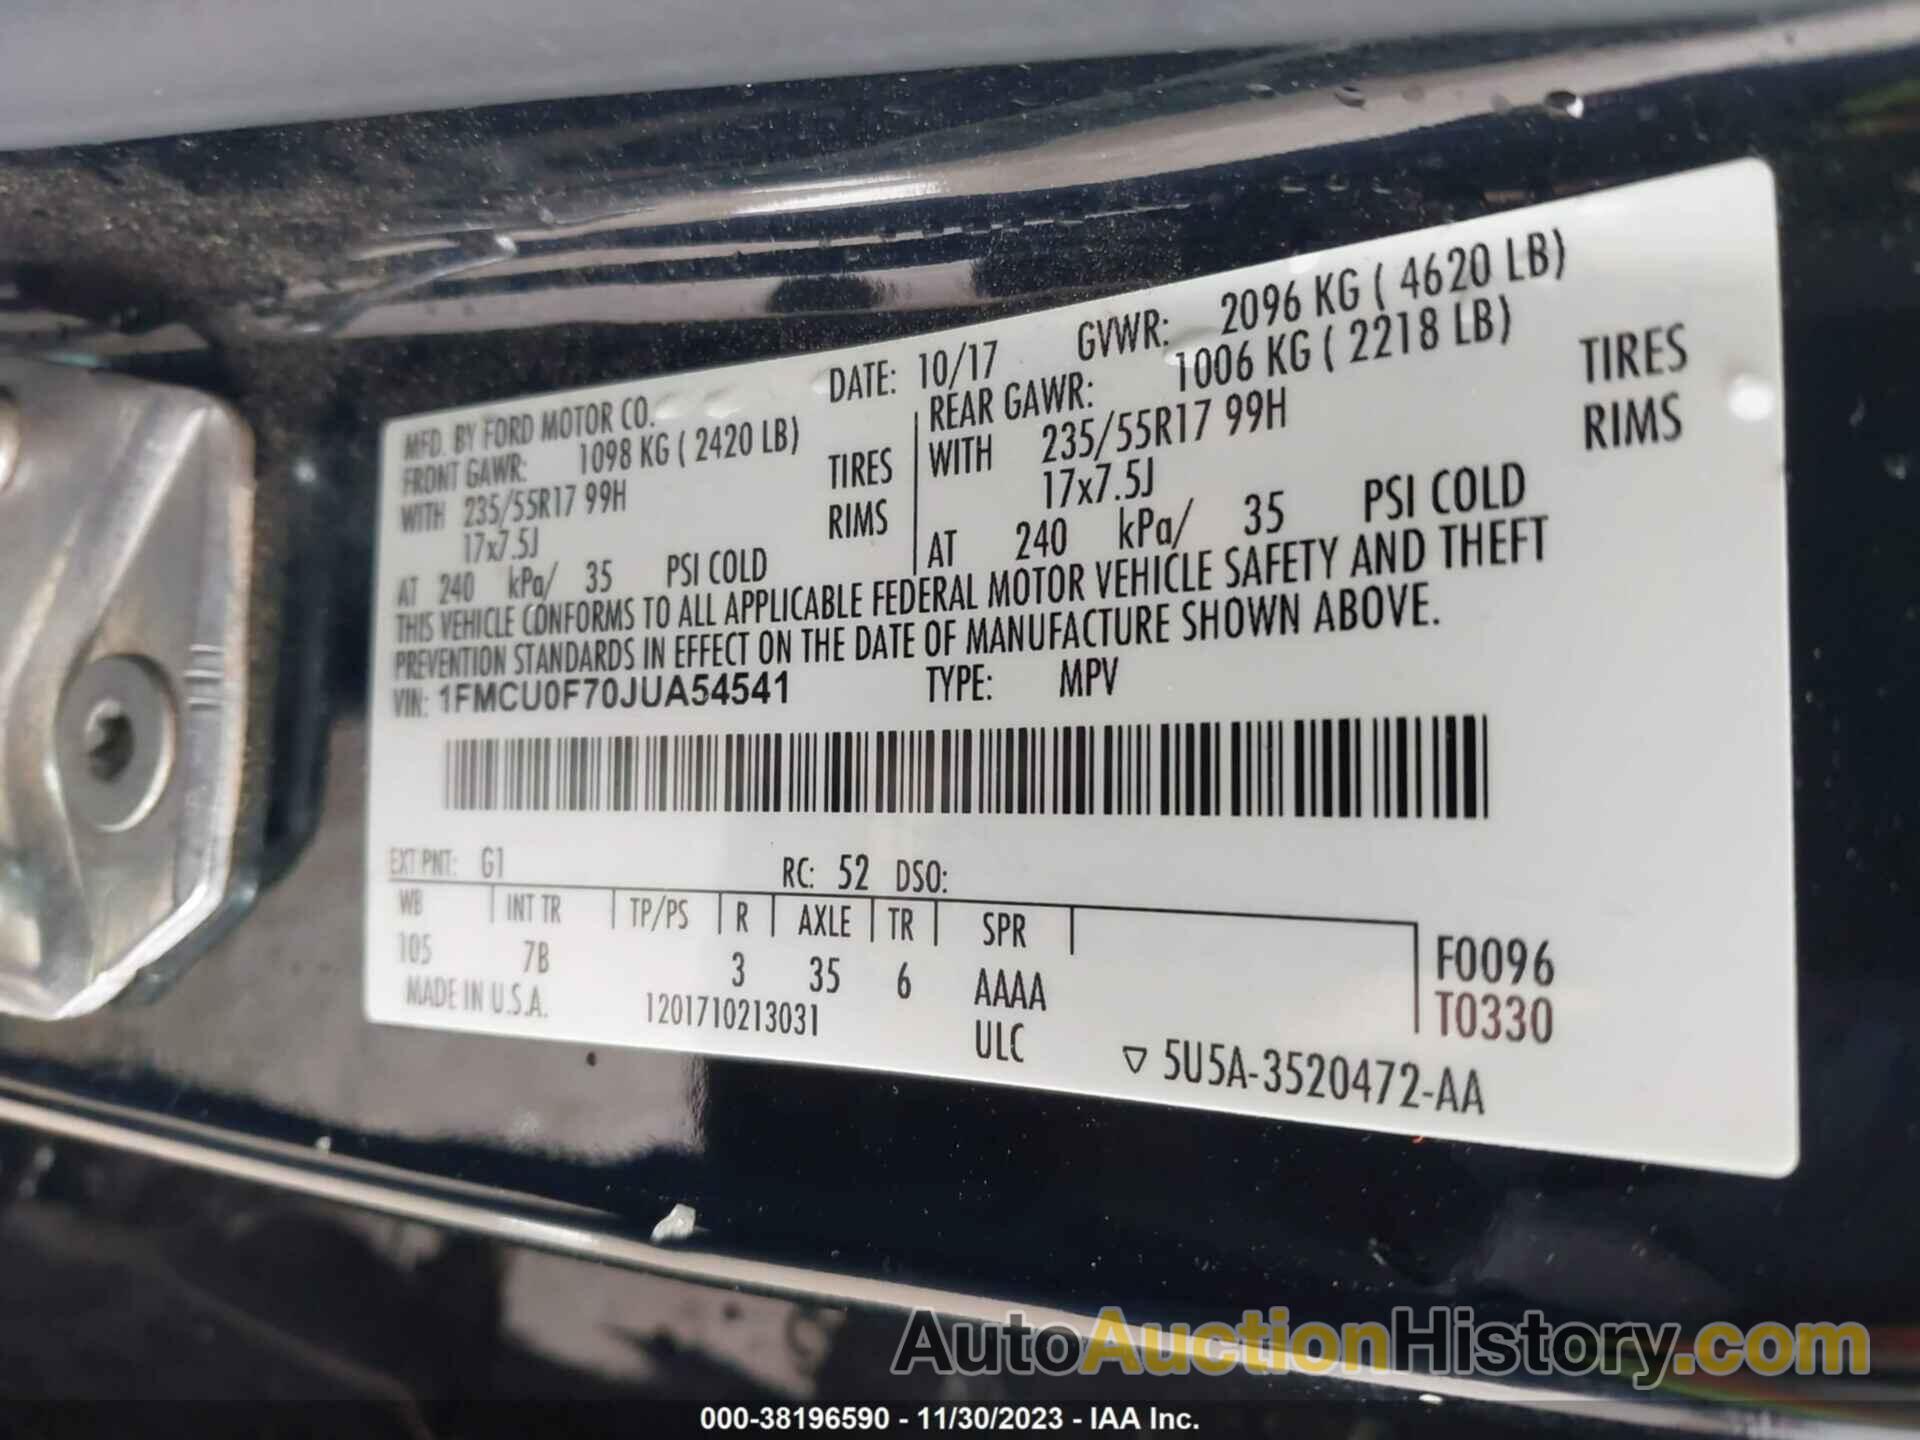 MFD. BY FORD MOTOR CO. DATE: 10/17 GVWR: 2096 KG ( 4620 LB)
FRONT GAWR: 1098 KG ( 2420 LB) REAR GAWR: 1006 KG ( 2218 LB)
WITH 235/55R17 99H TIRES WITH 235/55R17 99H TIRES
17x7.5J RIMS 17x7.5J RIMS
AT 240 kPa/ 35 PSI COLD AT 240 kPa/ 35 PSI COLD
THIS VEHICLE CONFORMS TO ALL APPLICABLE FEDERAL MOTOR VEHICLE SAFETY AND THEFT
PREVENTION STANDARDS IN EFFECT ON THE DATE OF MANUFACTURE SHOWN ABOVE.
VIN: 1FMCU0F70JUA54541 TYPE: MPV
EXT PNT: G1 RC: 52 DSO:
WB INT TR TP/PS R AXLE TR SPR
105 7B 3 35 6 AAAA F0096
MADE IN U.S.A. 1201710213031 ULC T0330
5U5A-3520472-AA
AutoAuctionHistory.com
000-38196590 - 11/30/2023 - IAA Inc.